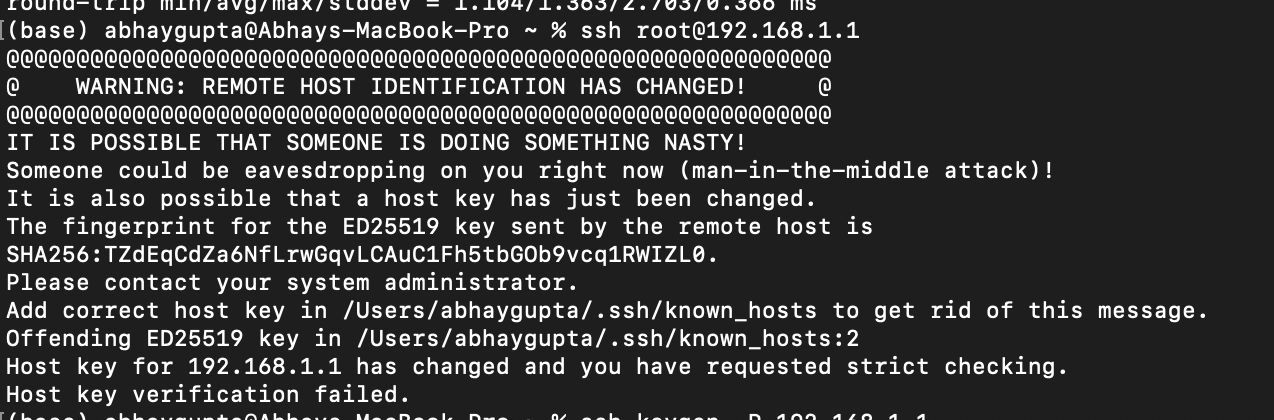 round-trip min/avg/max/stddev = 1.104/1.363/2.703/0.366 ms
(base) abhaygupta@Abhays-MacBook-Pro ~ % ssh root@192.168.1.1
@@@@@@@@@@@@@@@@@@@@@@@@@@@@@@@@@@@@@@@@@@@@@@@@@@@@@@@@@@@
@    WARNING: REMOTE HOST IDENTIFICATION HAS CHANGED!     @
@@@@@@@@@@@@@@@@@@@@@@@@@@@@@@@@@@@@@@@@@@@@@@@@@@@@@@@@@@@
IT IS POSSIBLE THAT SOMEONE IS DOING SOMETHING NASTY!
Someone could be eavesdropping on you right now (man-in-the-middle attack)!
It is also possible that a host key has just been changed.
The fingerprint for the ED25519 key sent by the remote host is
SHA256:TZdEqCdZa6NfLrwGqvLCAuC1Fh5tbGOb9vcq1RWIZL0.
Please contact your system administrator.
Add correct host key in /Users/abhaygupta/.ssh/known_hosts to get rid of this message.
Offending ED25519 key in /Users/abhaygupta/.ssh/known_hosts:2
Host key for 192.168.1.1 has changed and you have requested strict checking.
Host key verification failed.
(base) abhaygupta@Abhays-MacBook-Pro ~ % ssh-keygen -R 192.168.1.1